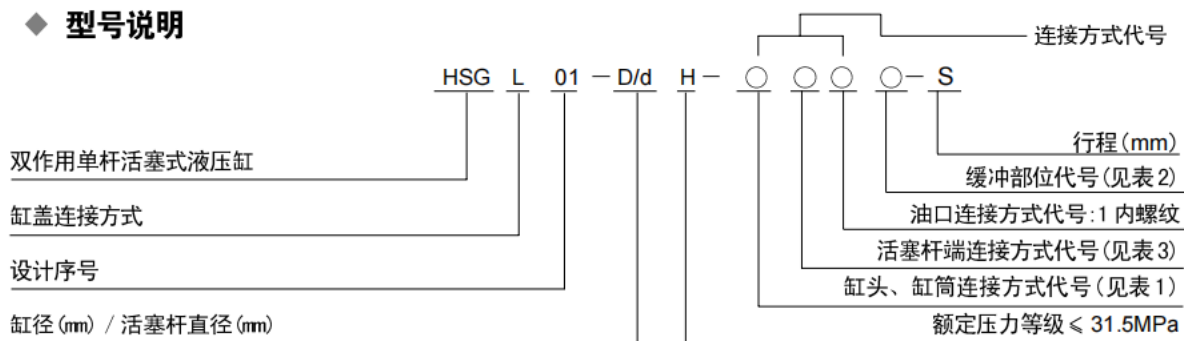 ◆ 型号说明
连接方式代号
HSG L 01 — D/d H — ○ ○ ○ ○ — S
行程(mm)
双作用单杆活塞式液压缸
缓冲部位代号(见表2)
缸盖连接方式
油口连接方式代号:1 内螺纹
活塞杆端连接方式代号(见表3)
设计序号
缸头、缸筒连接方式代号(见表1)
缸径(mm) / 活塞杆直径(mm)
额定压力等级≤ 31.5MPa